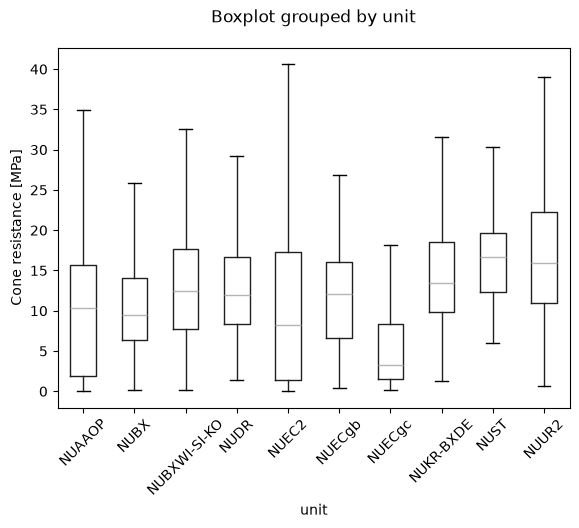 Boxplot grouped by unit
Cone resistance [MPa]
40
35
30
25
20
15
10
5
0
NUAAOP
NUBX
NUBXWI-SI-KO
NUDR
NUEC2
NUECgb
NUECgc
NUKR-BXDE
NUST
NUUR2
unit